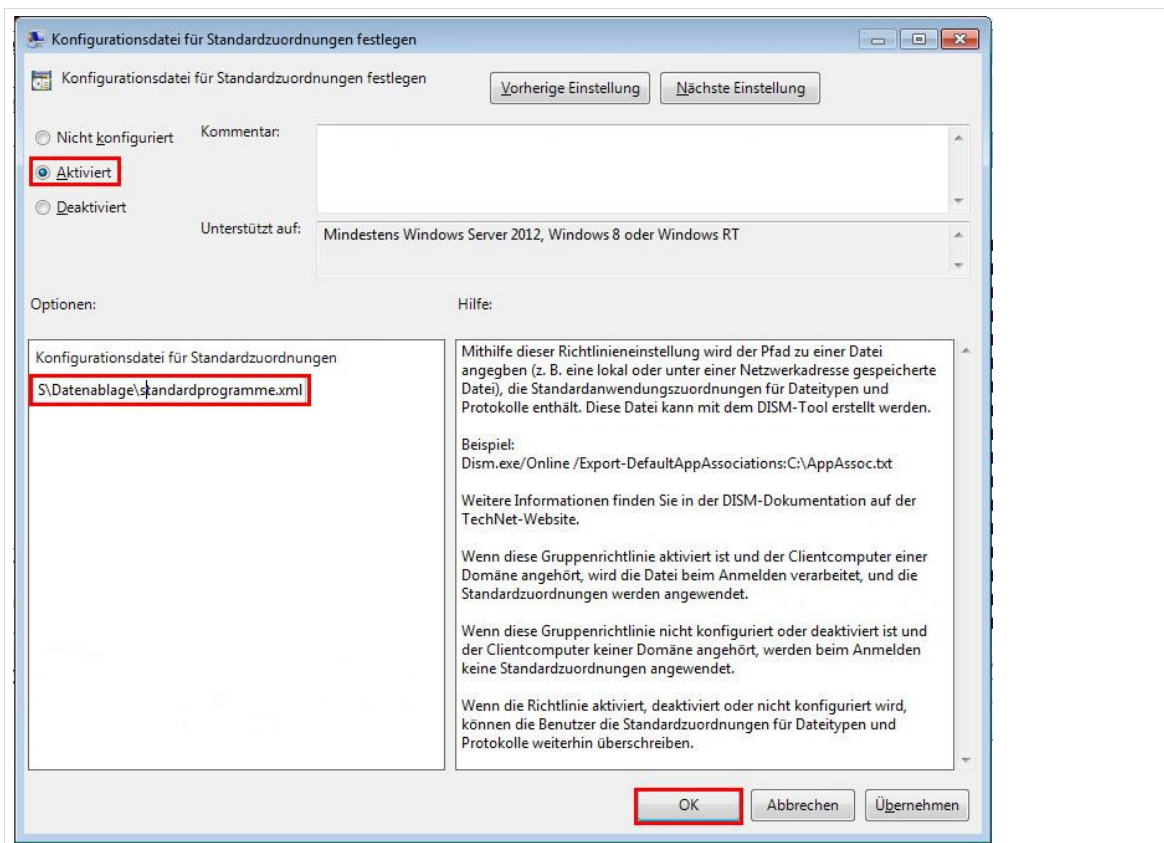 Konfigurationsdatei für Standardzuordnungen festlegen
Konfigurationsdatei für Standardzuordnungen festlegen
Vorherige Einstellung
Nächste Einstellung
Nicht konfiguriert
Kommentar:
Aktiviert
Deaktiviert
Unterstützt auf:
Mindestens Windows Server 2012, Windows 8 oder Windows RT
Optionen:
Hilfe:
Konfigurationsdatei für Standardzuordnungen
S\Datenablage\standardprogramme.xml
Mithilfe dieser Richtlinieneinstellung wird der Pfad zu einer Datei
angegben (z. B. eine lokal oder unter einer Netzwerkadresse gespeicherte
Datei), die Standardanwendungszuordnungen für Dateitypen und
Protokolle enthält. Diese Datei kann mit dem DISM-Tool erstellt werden.
Beispiel:
Dism.exe/Online /Export-DefaultAppAssociations:C:\AppAssoc.txt
Weitere Informationen finden Sie in der DISM-Dokumentation auf der
TechNet-Website.
Wenn diese Gruppenrichtlinie aktiviert ist und der Clientcomputer einer
Domäne angehört, wird die Datei beim Anmelden verarbeitet, und die
Standardzuordnungen werden angewendet.
Wenn diese Gruppenrichtlinie nicht konfiguriert oder deaktiviert ist und
der Clientcomputer keiner Domäne angehört, werden beim Anmelden
keine Standardzuordnungen angewendet.
Wenn die Richtlinie aktiviert, deaktiviert oder nicht konfiguriert wird,
können die Benutzer die Standardzuordnungen für Dateitypen und
Protokolle weiterhin überschreiben.
OK
Abbrechen
Übernehmen